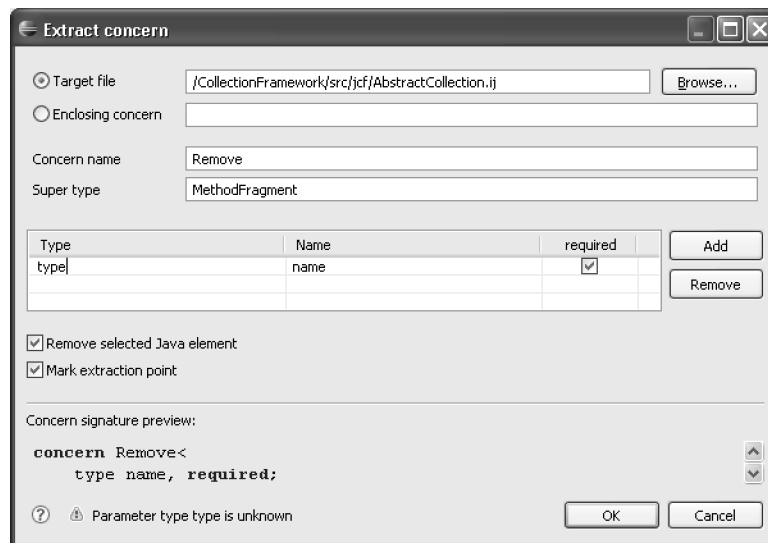 Extract concern
Target file /CollectionFramework/src/jcf/AbstractCollection.ij Browse...
Enclosing concern
Concern name Remove
Super type MethodFragment
Type Name required Add
type name Remove
Remove selected Java element
Mark extraction point
Concern signature preview:
concern Remove<
type name, required;
? Parameter type type is unknown OK Cancel